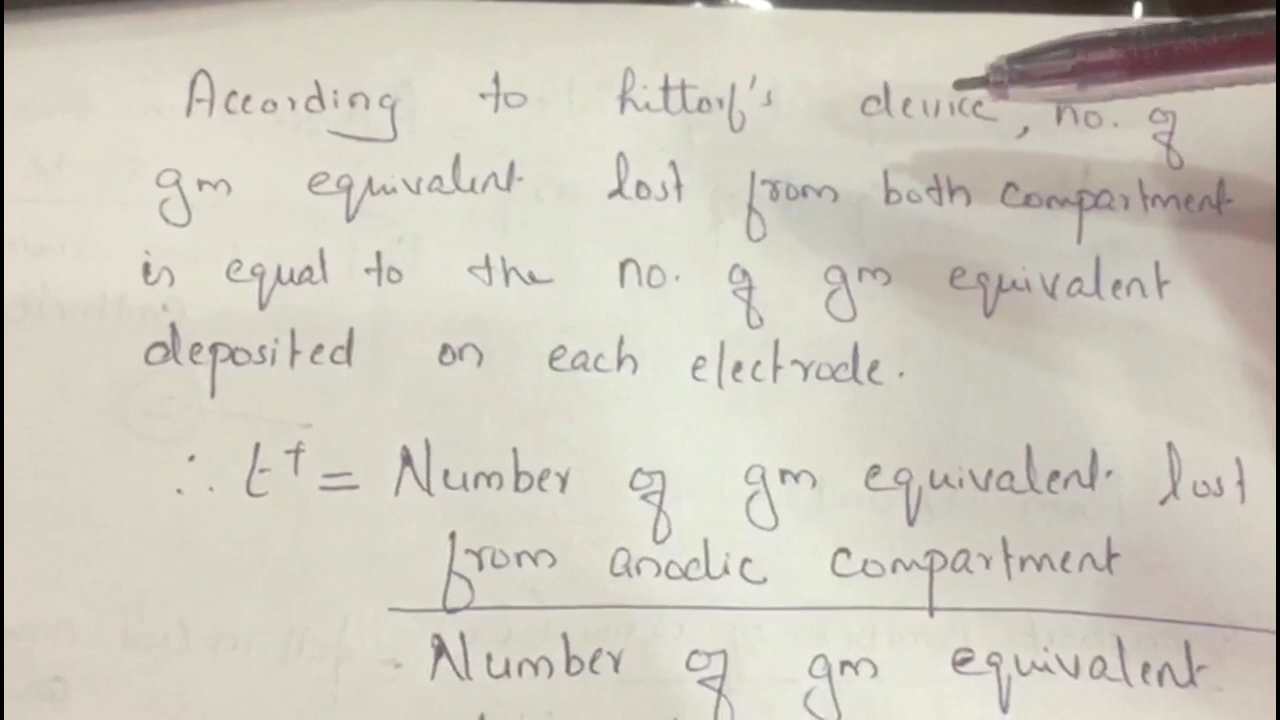 According to hittorf's device, no. of
gm equivalent lost from both compartment
is equal to the no. of gm equivalent
deposited on each electrode.
∴ t⁺ = Number of gm equivalent lost
from anodic compartment
Number of gm equivalent